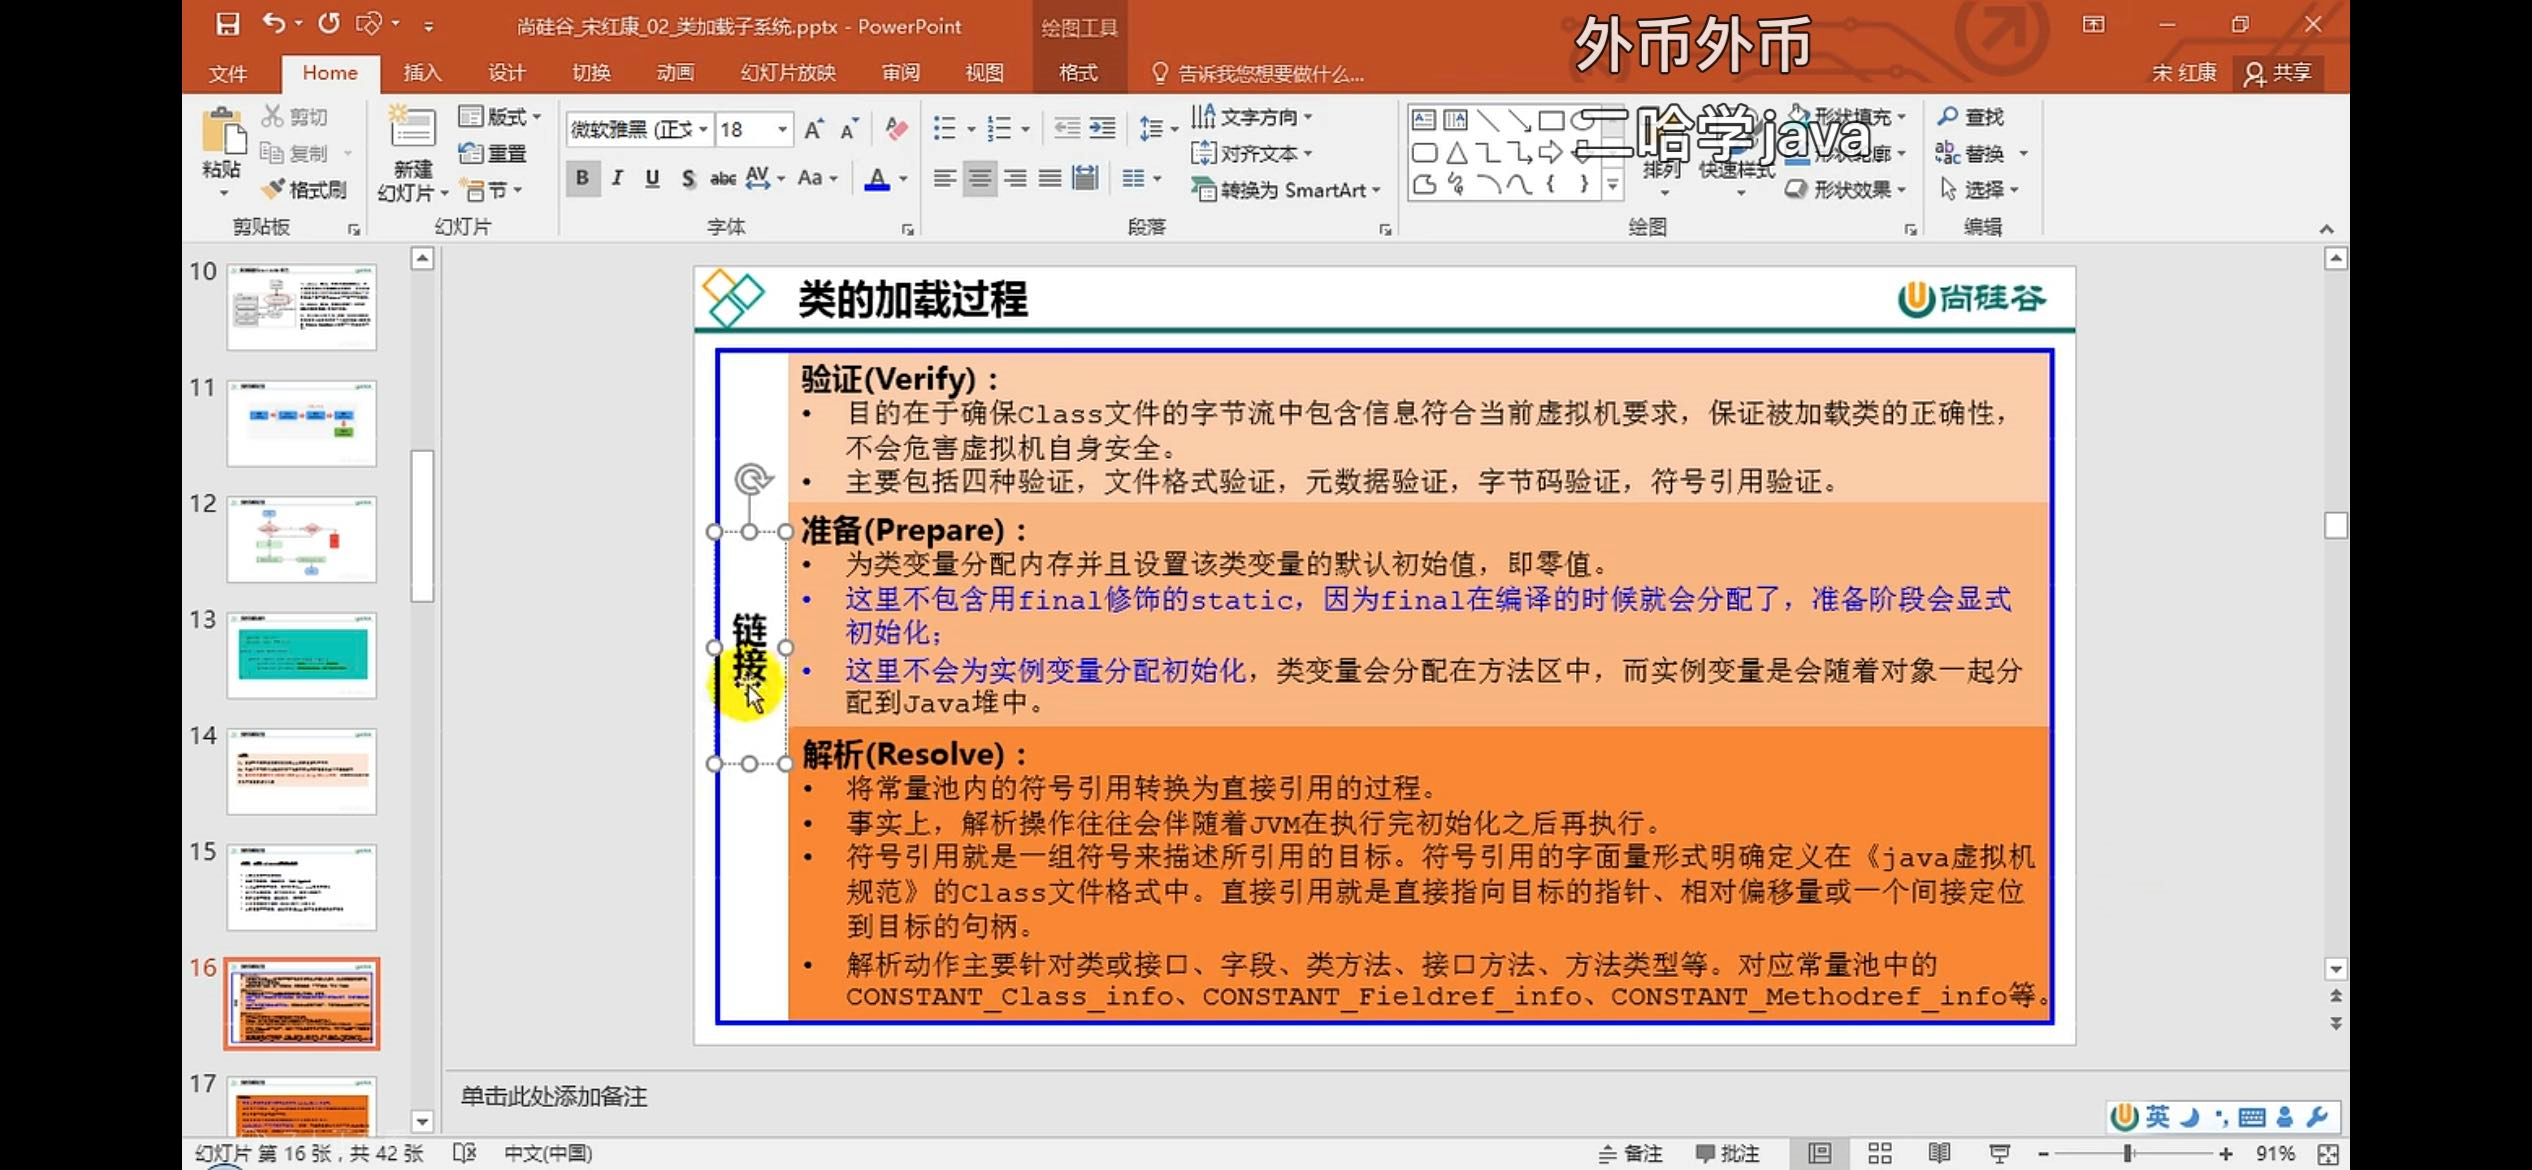 尚硅谷_宋红康_02_类加载子系统.pptx - PowerPoint
绘图工具
外币外币
文件
Home
插入
设计
切换
动画
幻灯片放映
审阅
视图
格式
告诉我您想要做什么...
宋 红康
共享
二哈学java
粘贴
剪切
复制
格式刷
剪贴板
新建
幻灯片
版式
重置
节
幻灯片
微软雅黑 (正文
18
B I U S abc AV Aa A
字体
文字方向
对齐文本
转换为 SmartArt
段落
排列
快速样式
形状填充
形状轮廓
形状效果
绘图
查找
替换
选择
编辑
10
11
12
13
14
15
16
17
类的加载过程
尚硅谷
链接
验证(Verify)：
• 目的在于确保Class文件的字节流中包含信息符合当前虚拟机要求，保证被加载类的正确性，
不会危害虚拟机自身安全。
• 主要包括四种验证，文件格式验证，元数据验证，字节码验证，符号引用验证。
准备(Prepare)：
• 为类变量分配内存并且设置该类变量的默认初始值，即零值。
• 这里不包含用final修饰的static，因为final在编译的时候就会分配了，准备阶段会显式
初始化；
• 这里不会为实例变量分配初始化，类变量会分配在方法区中，而实例变量是会随着对象一起分
配到Java堆中。
解析(Resolve)：
• 将常量池内的符号引用转换为直接引用的过程。
• 事实上，解析操作往往会伴随着JVM在执行完初始化之后再执行。
• 符号引用就是一组符号来描述所引用的目标。符号引用的字面量形式明确定义在《java虚拟机
规范》的Class文件格式中。直接引用就是直接指向目标的指针、相对偏移量或一个间接定位
到目标的句柄。
• 解析动作主要针对类或接口、字段、类方法、接口方法、方法类型等。对应常量池中的
CONSTANT_Class_info、CONSTANT_Fieldref_info、CONSTANT_Methodref_info等。
单击此处添加备注
英
幻灯片 第 16 张，共 42 张
中文(中国)
备注
批注
91%